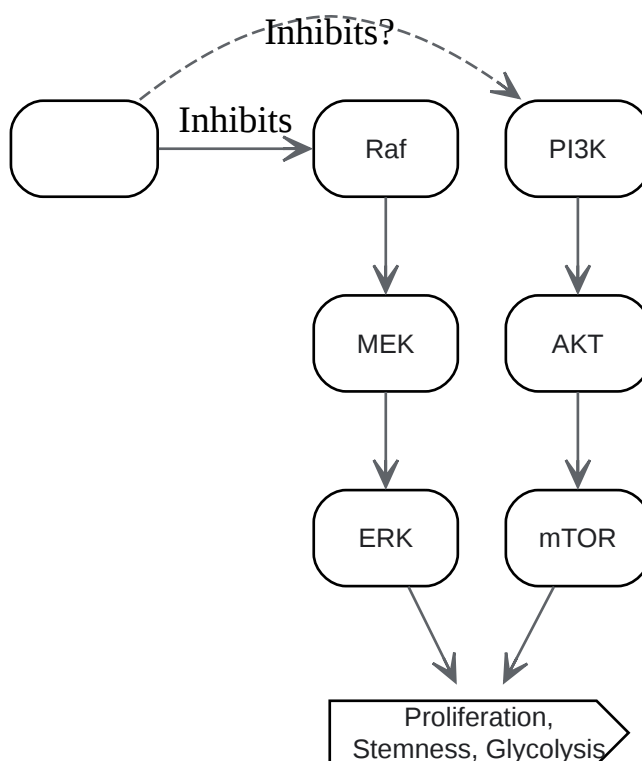 Inhibits?
Inhibits
Raf
PI3K
MEK
AKT
ERK
mTOR
Proliferation,
Stemness, Glycolysis